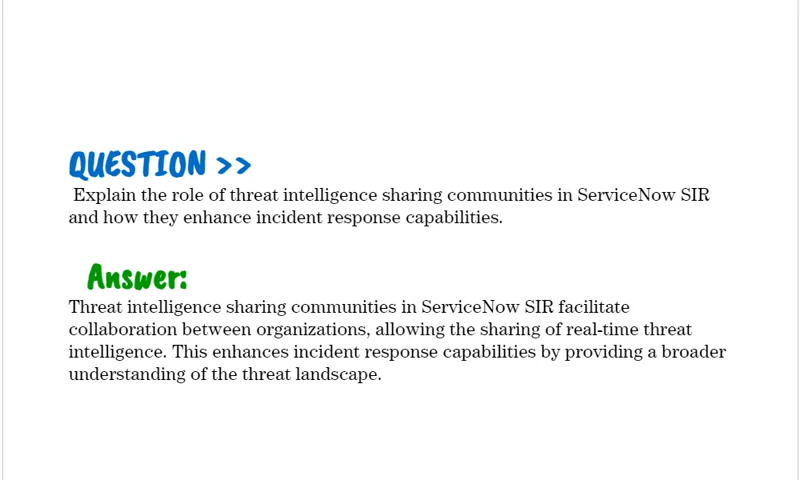 QUESTION >>
Explain the role of threat intelligence sharing communities in ServiceNow SIR
and how they enhance incident response capabilities.
Answer:
Threat intelligence sharing communities in ServiceNow SIR facilitate
collaboration between organizations, allowing the sharing of real-time threat
intelligence. This enhances incident response capabilities by providing a broader
understanding of the threat landscape.